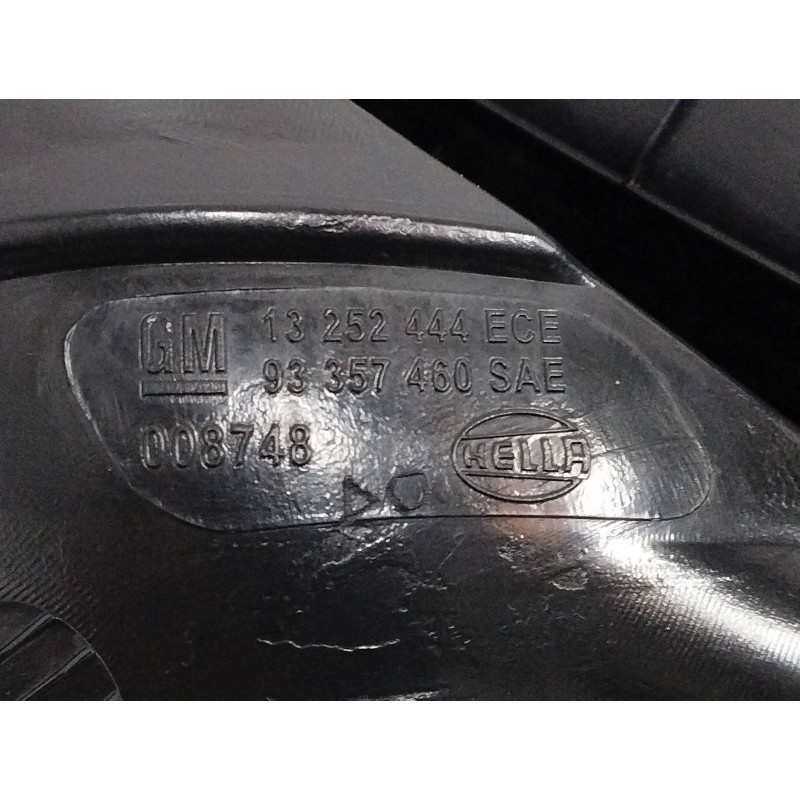 GM 13 252 444 ECE
93 357 460 SAE
008748 HELLA